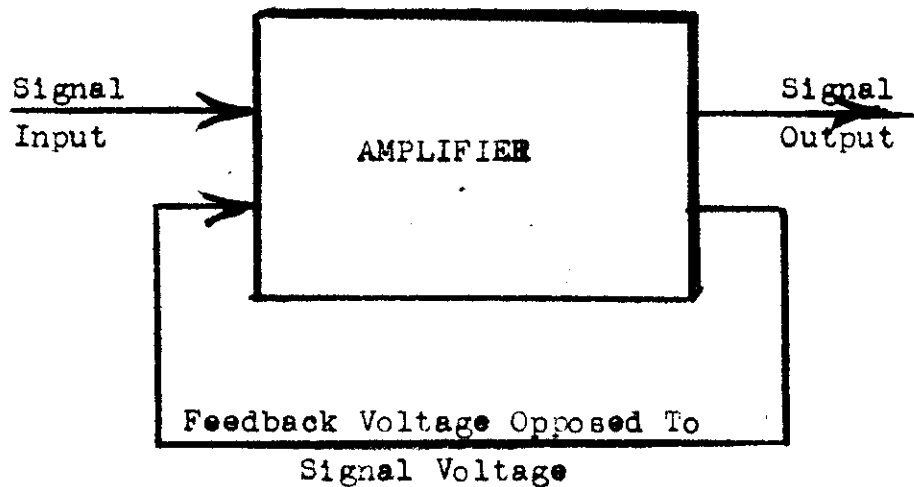 Signal
Input
AMPLIFIER
Signal
Output
Feedback Voltage Opposed To
Signal Voltage